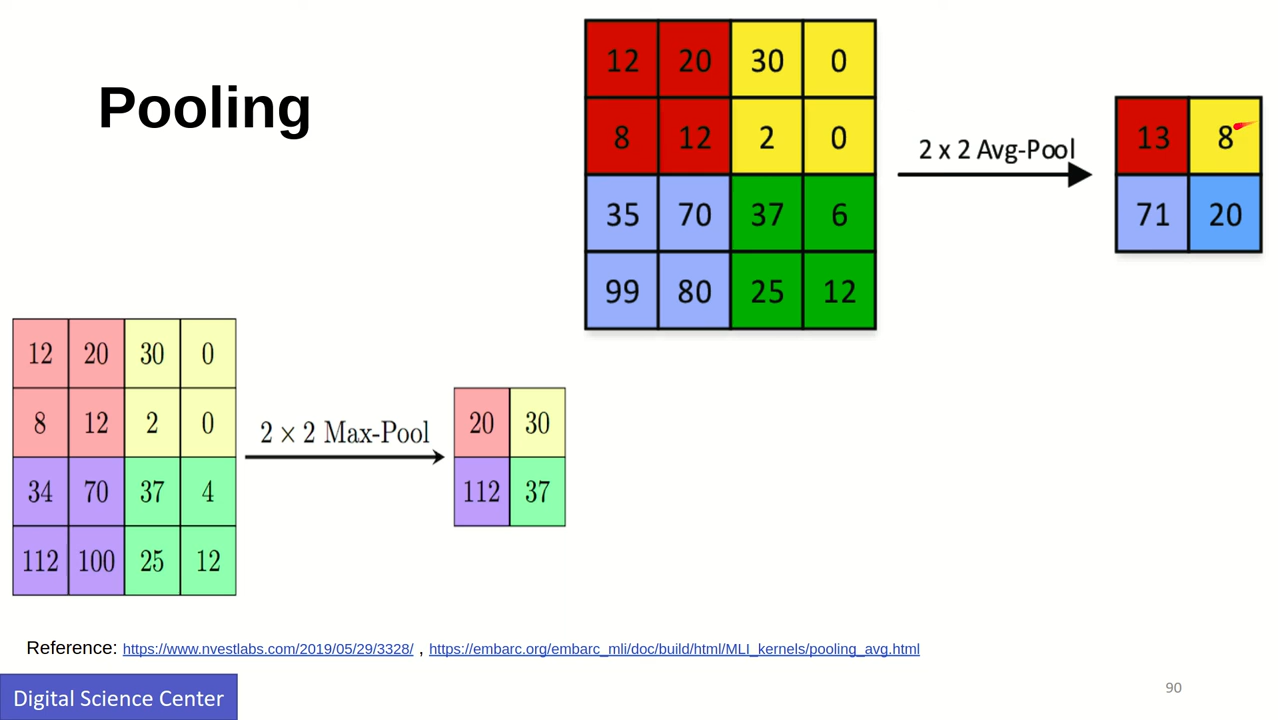 Pooling
12 20 30 0
8 12 2 0
35 70 37 6
99 80 25 12
2 x 2 Avg-Pool
13 8
71 20
12 20 30 0
8 12 2 0
34 70 37 4
112 100 25 12
2 × 2 Max-Pool
20 30
112 37
Reference: https://www.nvestlabs.com/2019/05/29/3328/ , https://embarc.org/embarc_mli/doc/build/html/MLI_kernels/pooling_avg.html
Digital Science Center
90